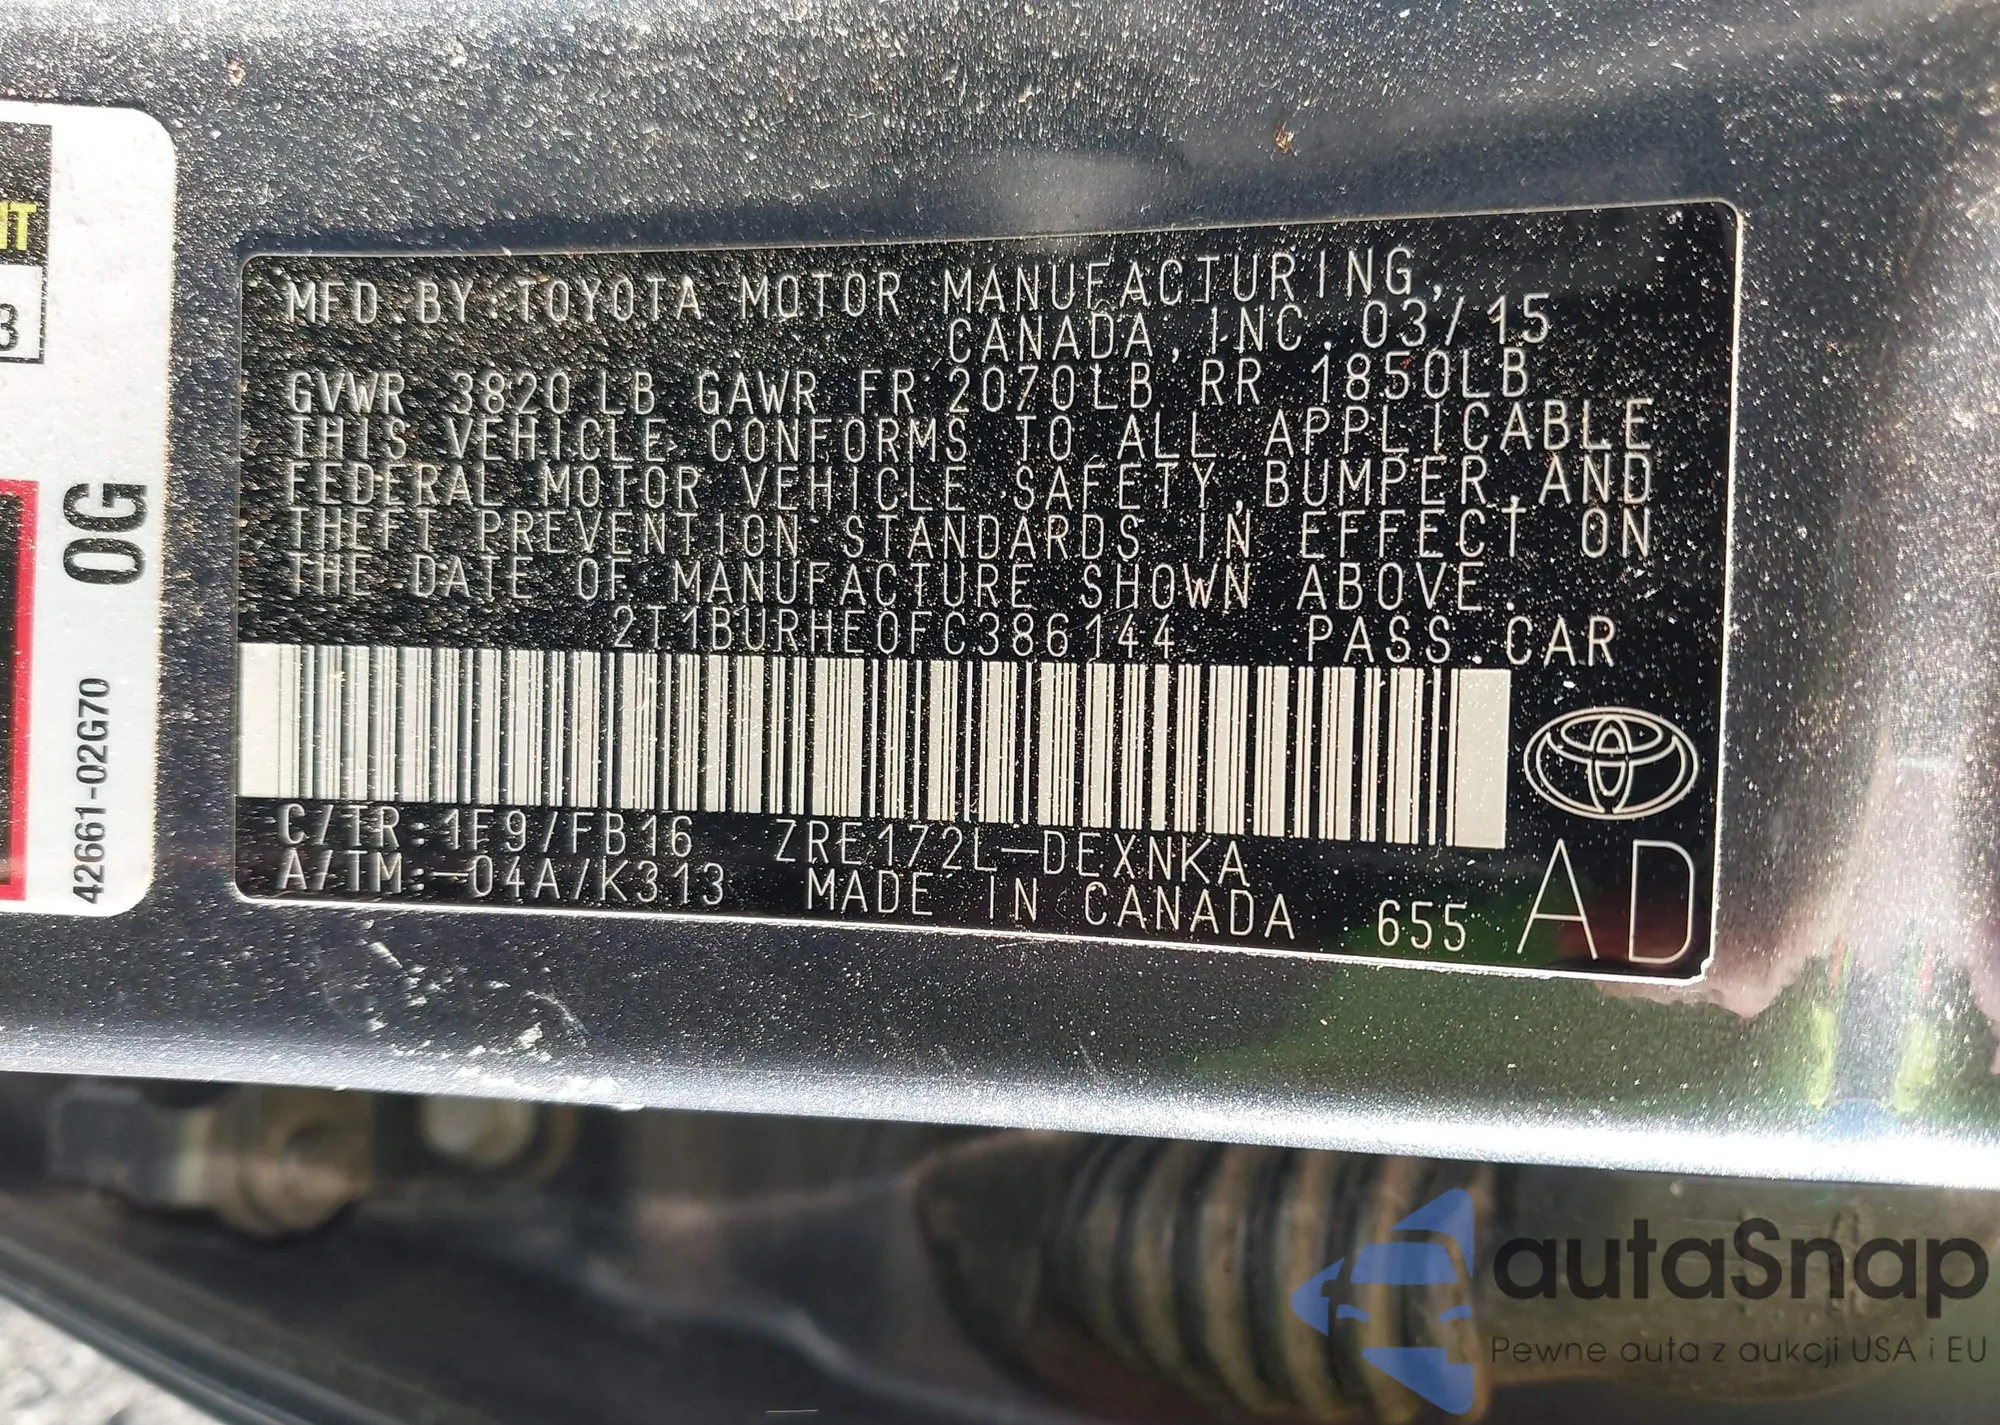 MFD. BY: TOYOTA MOTOR MANUFACTURING,
CANADA, INC. 03/15
GVWR 3820 LB GAWR FR 2070LB RR 1850LB
THIS VEHICLE CONFORMS TO ALL APPLICABLE
FEDERAL MOTOR VEHICLE SAFETY, BUMPER, AND
THEFT PREVENTION STANDARDS IN EFFECT ON
THE DATE OF MANUFACTURE SHOWN ABOVE.
2T1BURHE0FC386144 PASS. CAR
C/TR: 1F9/FB16 ZRE172L-DEXNKA
A/TM: -04A/K313 MADE IN CANADA 655
AD
0G
42661-02G70
3
autaSnap
Pewne auta z aukcji USA i EU